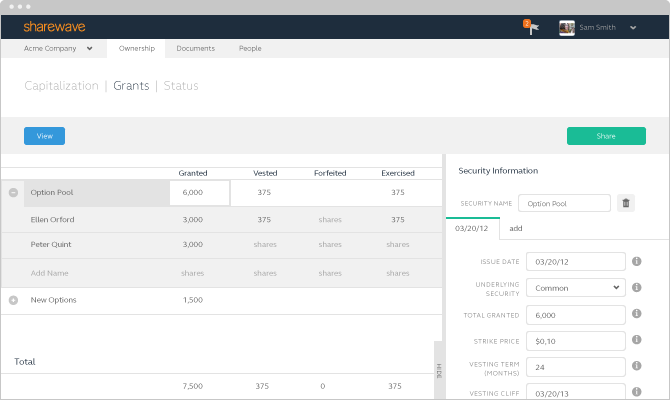 sharewave
2
Sam Smith
Acme Company
Ownership
Documents
People
Capitalization | Grants | Status
View
Share
Granted Vested Forfeited Exercised
Option Pool 6,000 375 375
Ellen Orford 3,000 375 shares 375
Peter Quint 3,000 shares shares shares
Add Name shares shares shares shares
New Options 1,500
Total
7,500 375 0 375
HIDE
Security Information
SECURITY NAME Option Pool
03/20/12 add
ISSUE DATE 03/20/12
UNDERLYING
SECURITY Common
TOTAL GRANTED 6,000
STRIKE PRICE $0,10
VESTING TERM
(MONTHS) 24
VESTING CLIFF 03/20/13